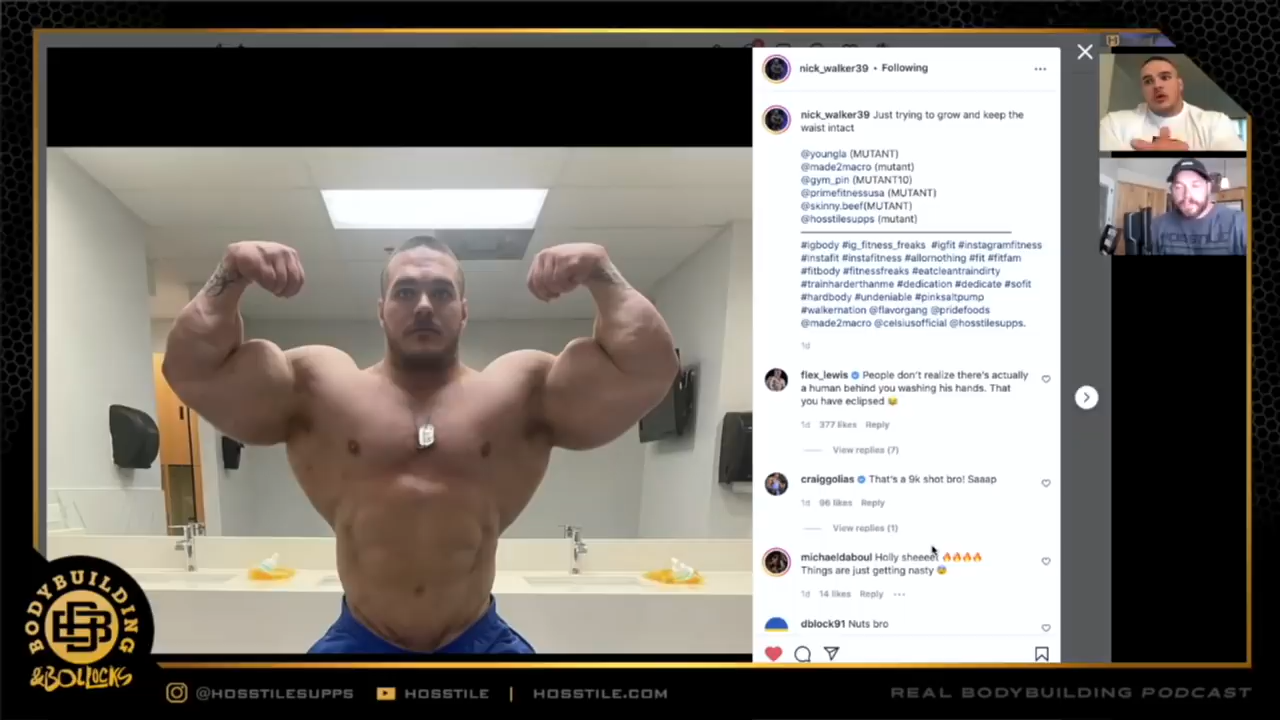 nick_walker39 • Following
nick_walker39 Just trying to grow and keep the
waist intact
@youngla (MUTANT)
@made2macro (mutant)
@gym_pin (MUTANT10)
@primefitnessusa (MUTANT)
@skinny.beef(MUTANT)
@hosstilesupps (mutant)
#igbody #ig_fitness_freaks #igfit #instagramfitness
#instafit #instafitness #allornothing #fit #fitfam
#fitbody #fitnessfreaks #eatcleantraindirty
#trainharderthanme #dedication #dedicate #sofit
#hardbody #undeniable #pinksaltpump
#walkernation @flavorgang @pridefoods
@made2macro @celsiusofficial @hosstilesupps.
1d
flex_lewis People don't realize there's actually
a human behind you washing his hands. That
you have eclipsed 😂
1d 377 likes Reply
View replies (7)
craiggolias That's a 9k shot bro! Saaap
1d 96 likes Reply
View replies (1)
michaeldaboul Holly sheeeet 🔥🔥🔥🔥
Things are just getting nasty 😨
1d 14 likes Reply
dblock91 Nuts bro
HOSSTILE
BODYBUILDING
&BOLLOCKS
@HOSSTILESUPPS HOSSTILE | HOSSTILE.COM
REAL BODYBUILDING PODCAST